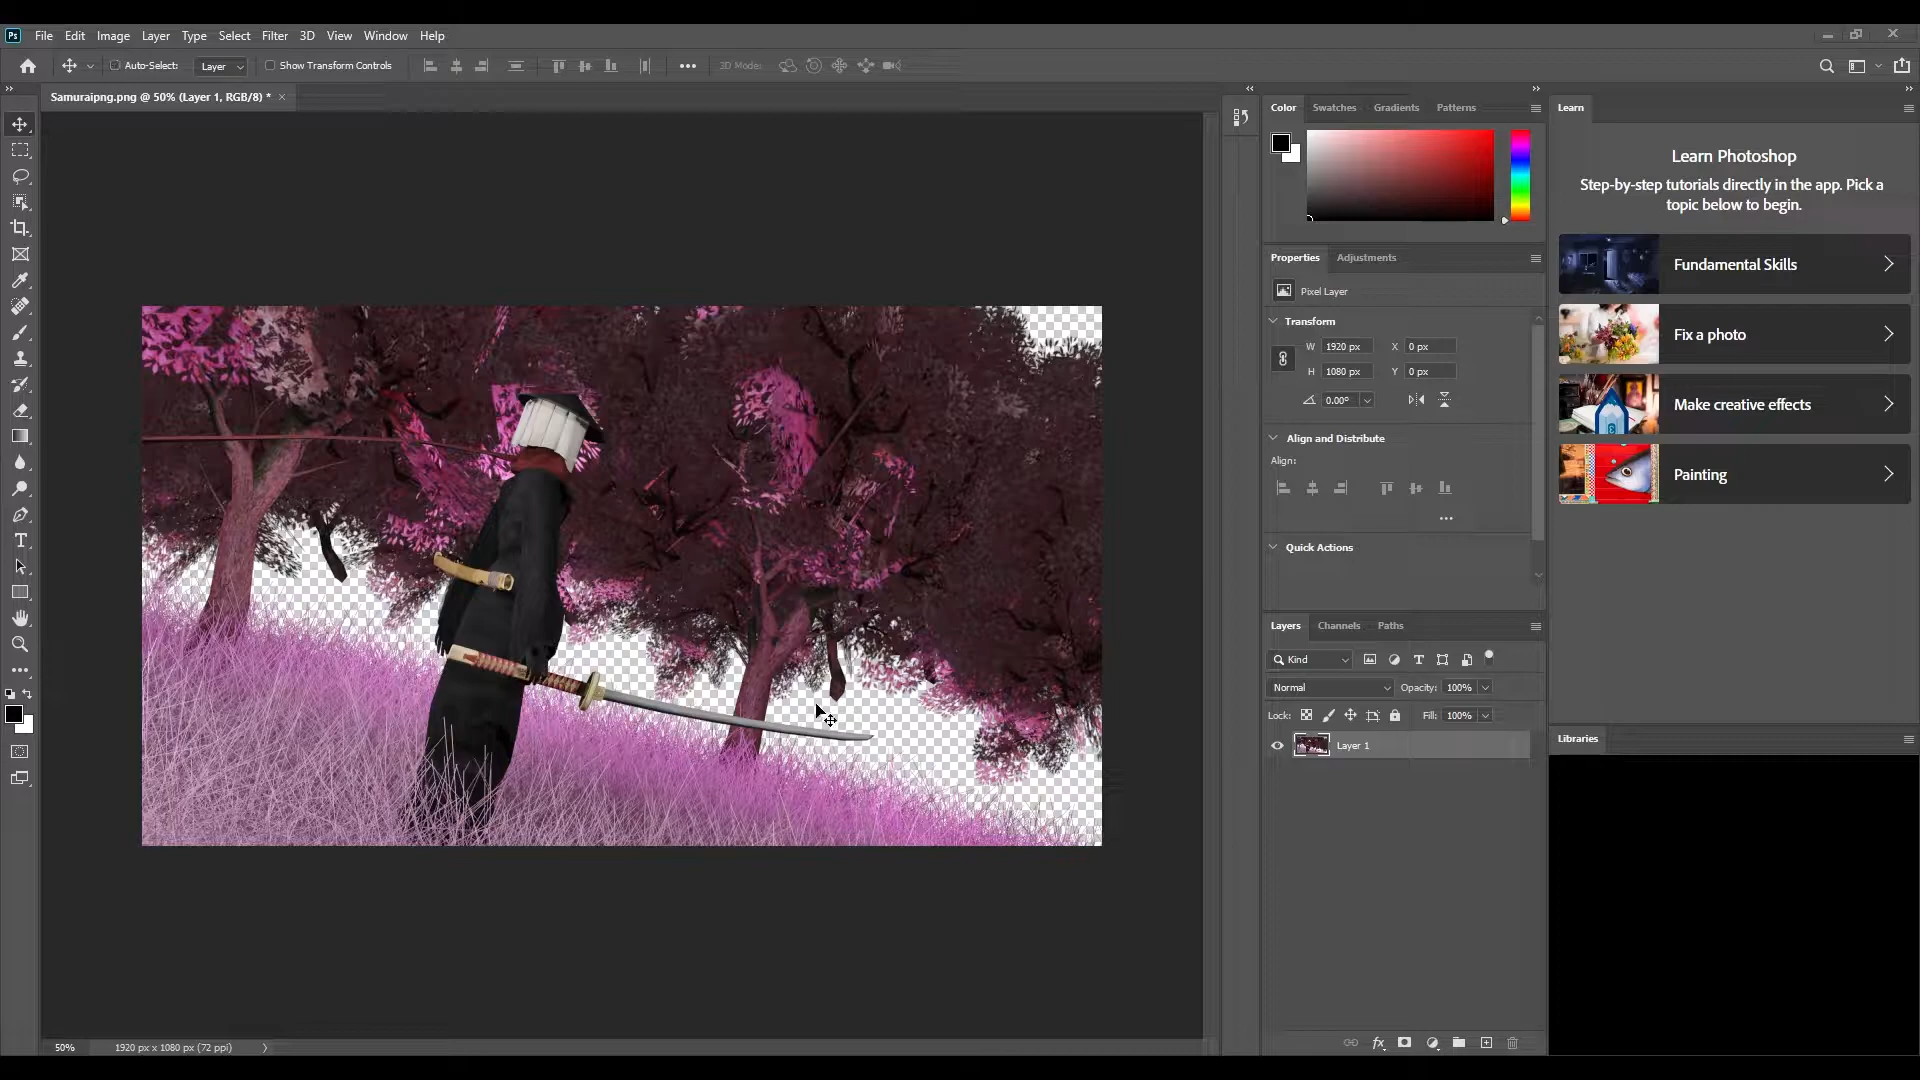 Ps File Edit Image Layer Type Select Filter 3D View Window Help
Auto-Select: Layer Show Transform Controls 3D Mode:
Samuraipng.png @ 50% (Layer 1, RGB/8) *
Color Swatches Gradients Patterns
Properties Adjustments
Pixel Layer
Transform
W 1920 px X 0 px
H 1080 px Y 0 px
0.00°
Align and Distribute
Align:
Quick Actions
Layers Channels Paths
Kind
Normal Opacity: 100%
Lock: Fill: 100%
Layer 1
fx
Learn
Learn Photoshop
Step-by-step tutorials directly in the app. Pick a
topic below to begin.
Fundamental Skills
Fix a photo
Make creative effects
Painting
Libraries
50% 1920 px x 1080 px (72 ppi)